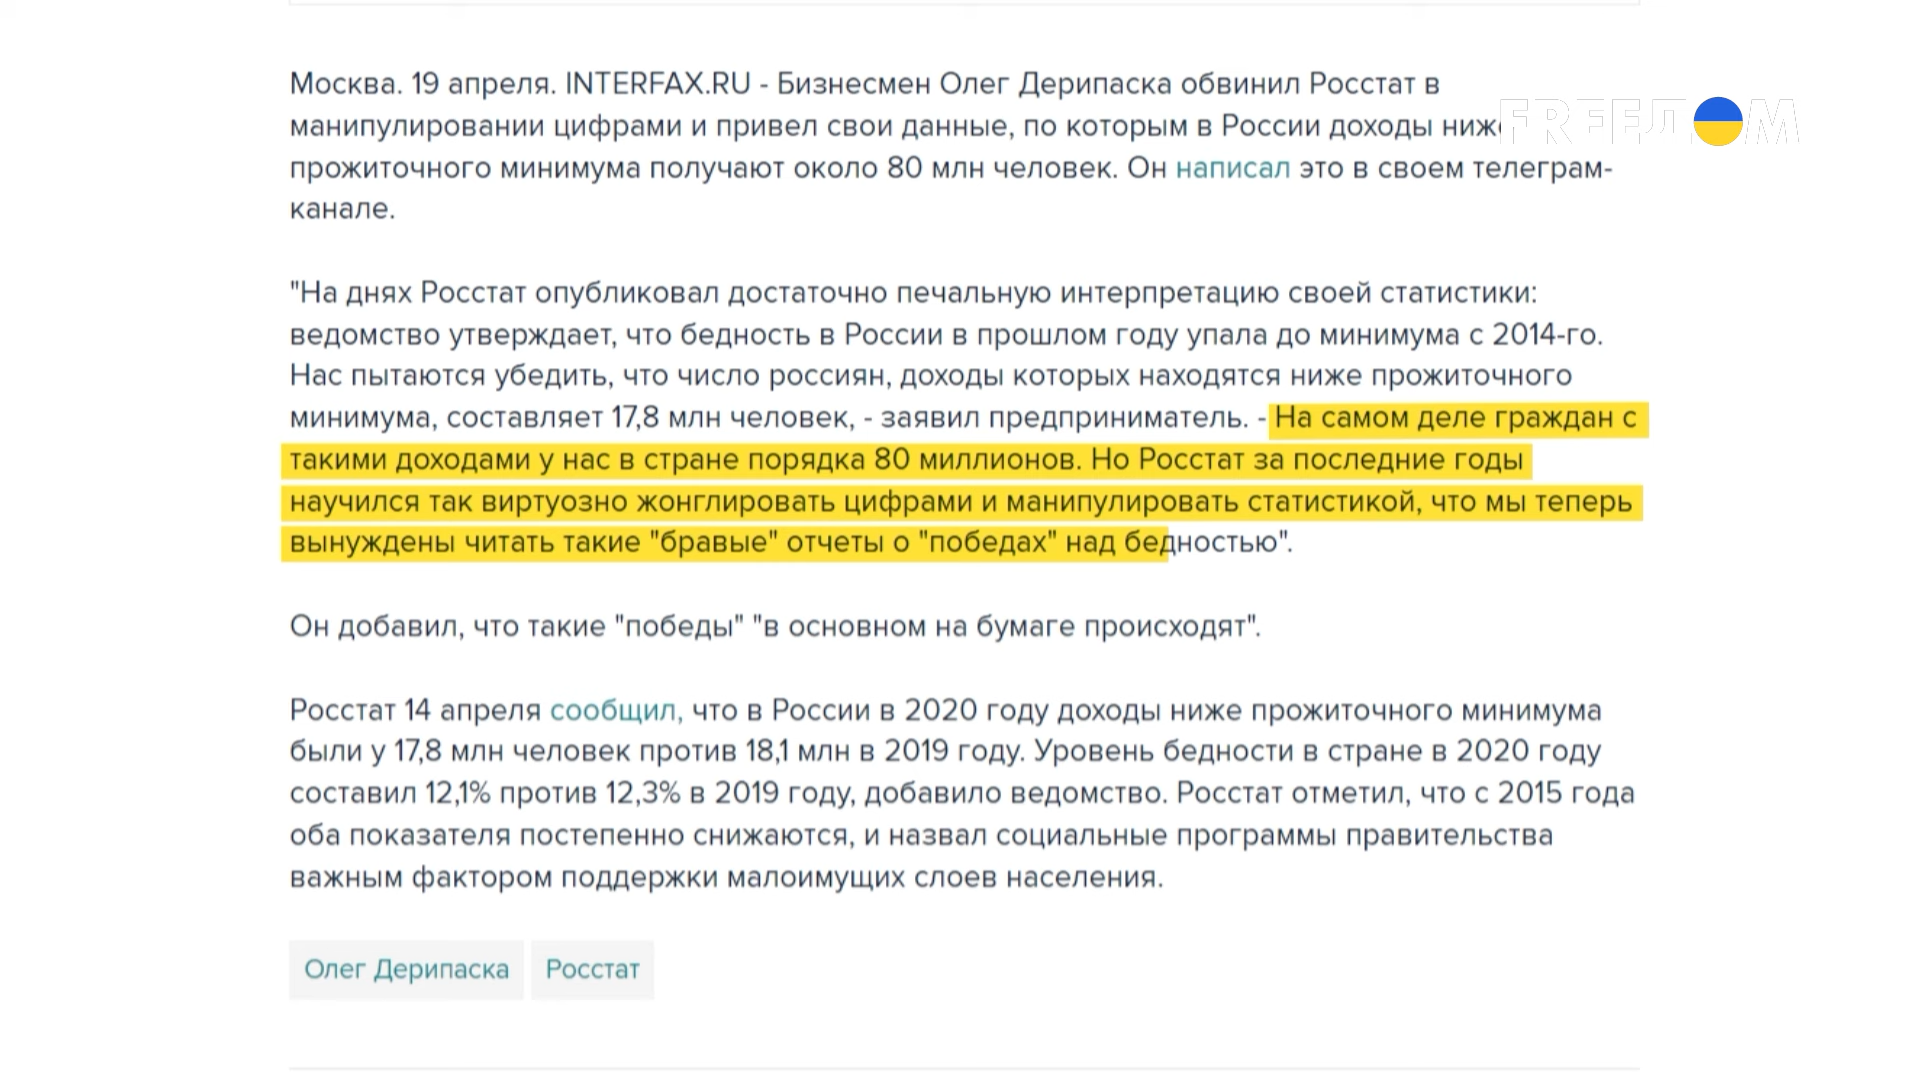 Москва. 19 апреля. INTERFAX.RU - Бизнесмен Олег Дерипаска обвинил Росстат в
манипулировании цифрами и привел свои данные, по которым в России доходы ниже
FREEДOM
прожиточного минимума получают около 80 млн человек. Он написал это в своем телеграм-
канале.
"На днях Росстат опубликовал достаточно печальную интерпретацию своей статистики:
ведомство утверждает, что бедность в России в прошлом году упала до минимума с 2014-го.
Нас пытаются убедить, что число россиян, доходы которых находятся ниже прожиточного
минимума, составляет 17,8 млн человек, - заявил предприниматель. - На самом деле граждан с
такими доходами у нас в стране порядка 80 миллионов. Но Росстат за последние годы
научился так виртуозно жонглировать цифрами и манипулировать статистикой, что мы теперь
вынуждены читать такие "бравые" отчеты о "победах" над бедностью".
Он добавил, что такие "победы" "в основном на бумаге происходят".
Росстат 14 апреля сообщил, что в России в 2020 году доходы ниже прожиточного минимума
были у 17,8 млн человек против 18,1 млн в 2019 году. Уровень бедности в стране в 2020 году
составил 12,1% против 12,3% в 2019 году, добавило ведомство. Росстат отметил, что с 2015 года
оба показателя постепенно снижаются, и назвал социальные программы правительства
важным фактором поддержки малоимущих слоев населения.
Олег Дерипаска Росстат